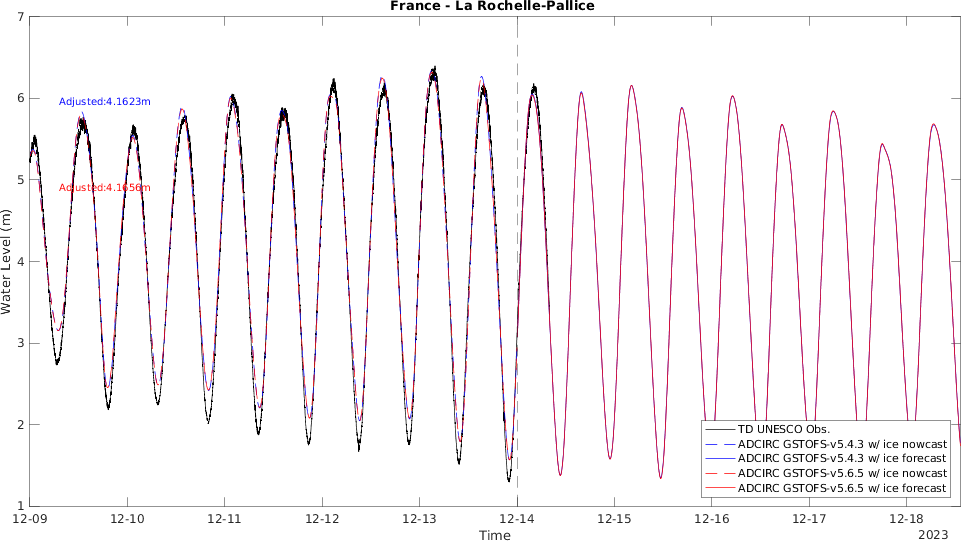 France - La Rochelle-Pallice
7
6
5
4
3
2
1
Water Level (m)
Adjusted:4.1623m
Adjusted:4.1656m
TD UNESCO Obs.
ADCIRC GSTOFS-v5.4.3 w/ ice nowcast
ADCIRC GSTOFS-v5.4.3 w/ ice forecast
ADCIRC GSTOFS-v5.6.5 w/ ice nowcast
ADCIRC GSTOFS-v5.6.5 w/ ice forecast
12-09 12-10 12-11 12-12 12-13 12-14 12-15 12-16 12-17 12-18
Time
2023